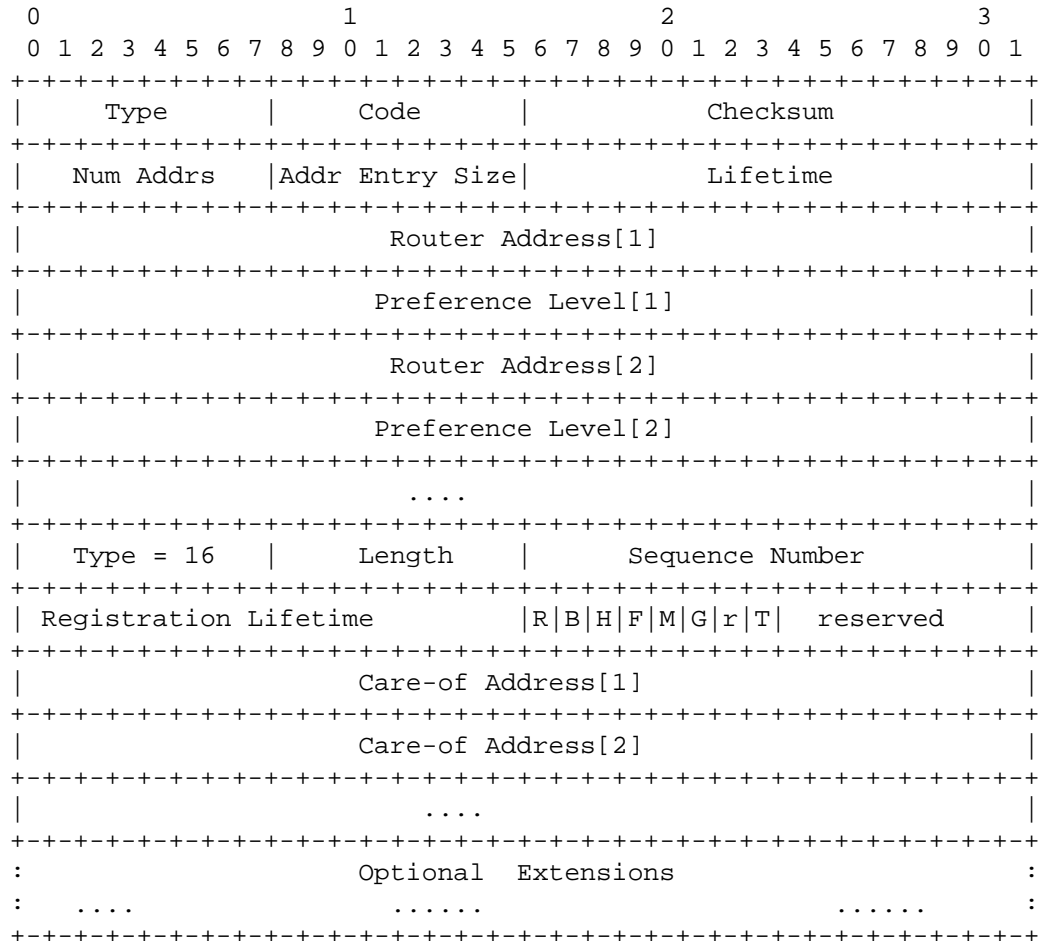 0                   1                   2                   3
 0 1 2 3 4 5 6 7 8 9 0 1 2 3 4 5 6 7 8 9 0 1 2 3 4 5 6 7 8 9 0 1
+-+-+-+-+-+-+-+-+-+-+-+-+-+-+-+-+-+-+-+-+-+-+-+-+-+-+-+-+-+-+-+-+
|     Type      |     Code      |           Checksum            |
+-+-+-+-+-+-+-+-+-+-+-+-+-+-+-+-+-+-+-+-+-+-+-+-+-+-+-+-+-+-+-+-+
|   Num Addrs   |Addr Entry Size|           Lifetime            |
+-+-+-+-+-+-+-+-+-+-+-+-+-+-+-+-+-+-+-+-+-+-+-+-+-+-+-+-+-+-+-+-+
|                       Router Address[1]                       |
+-+-+-+-+-+-+-+-+-+-+-+-+-+-+-+-+-+-+-+-+-+-+-+-+-+-+-+-+-+-+-+-+
|                      Preference Level[1]                      |
+-+-+-+-+-+-+-+-+-+-+-+-+-+-+-+-+-+-+-+-+-+-+-+-+-+-+-+-+-+-+-+-+
|                       Router Address[2]                       |
+-+-+-+-+-+-+-+-+-+-+-+-+-+-+-+-+-+-+-+-+-+-+-+-+-+-+-+-+-+-+-+-+
|                      Preference Level[2]                      |
+-+-+-+-+-+-+-+-+-+-+-+-+-+-+-+-+-+-+-+-+-+-+-+-+-+-+-+-+-+-+-+-+
|                        ....                                   |
+-+-+-+-+-+-+-+-+-+-+-+-+-+-+-+-+-+-+-+-+-+-+-+-+-+-+-+-+-+-+-+-+
|   Type = 16   |     Length    |      Sequence Number          |
+-+-+-+-+-+-+-+-+-+-+-+-+-+-+-+-+-+-+-+-+-+-+-+-+-+-+-+-+-+-+-+-+
| Registration Lifetime         |R|B|H|F|M|G|r|T|  reserved     |
+-+-+-+-+-+-+-+-+-+-+-+-+-+-+-+-+-+-+-+-+-+-+-+-+-+-+-+-+-+-+-+-+
|                     Care-of Address[1]                        |
+-+-+-+-+-+-+-+-+-+-+-+-+-+-+-+-+-+-+-+-+-+-+-+-+-+-+-+-+-+-+-+-+
|                     Care-of Address[2]                        |
+-+-+-+-+-+-+-+-+-+-+-+-+-+-+-+-+-+-+-+-+-+-+-+-+-+-+-+-+-+-+-+-+
|                         ....                                  |
+-+-+-+-+-+-+-+-+-+-+-+-+-+-+-+-+-+-+-+-+-+-+-+-+-+-+-+-+-+-+-+-+
:                     Optional  Extensions                      :
:   ....                ......                      ......      :
+-+-+-+-+-+-+-+-+-+-+-+-+-+-+-+-+-+-+-+-+-+-+-+-+-+-+-+-+-+-+-+-+